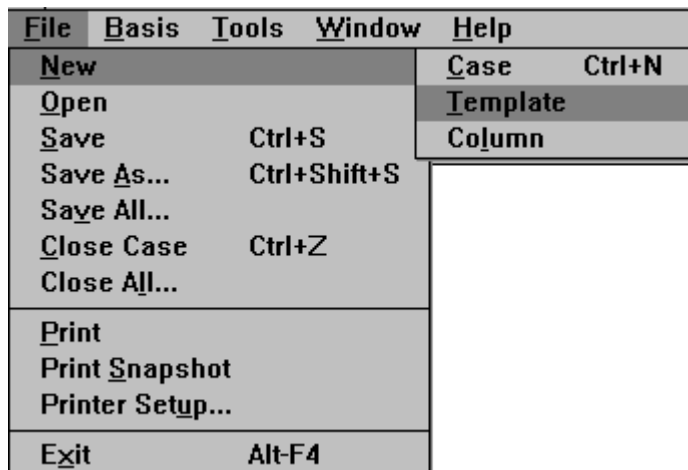 File Basis Tools Window Help
New Case Ctrl+N
Open Template
Save Ctrl+S Column
Save As... Ctrl+Shift+S
Save All...
Close Case Ctrl+Z
Close All...
Print
Print Snapshot
Printer Setup...
Exit Alt-F4